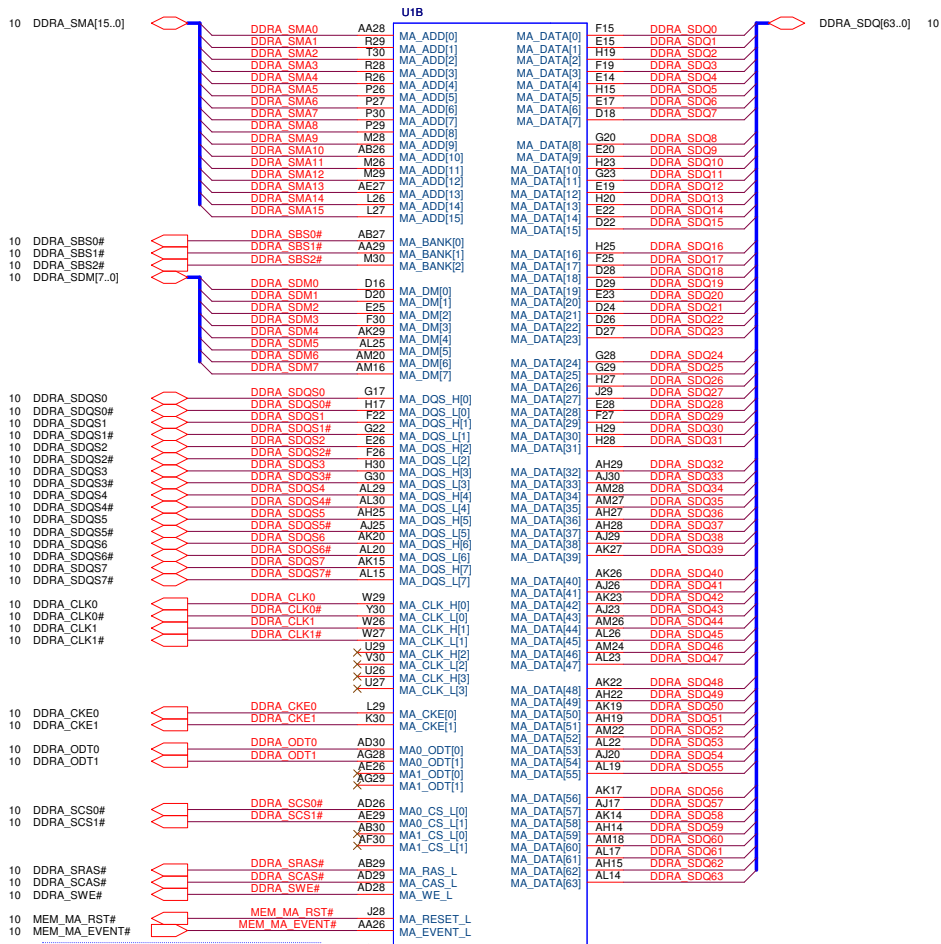 U1B
10 DDRA_SMA[15..0]
DDRA_SMA0 AA28 MA_ADD[0]
DDRA_SMA1 R29 MA_ADD[1]
DDRA_SMA2 T30 MA_ADD[2]
DDRA_SMA3 R28 MA_ADD[3]
DDRA_SMA4 R26 MA_ADD[4]
DDRA_SMA5 P26 MA_ADD[5]
DDRA_SMA6 P27 MA_ADD[6]
DDRA_SMA7 P30 MA_ADD[7]
DDRA_SMA8 P29 MA_ADD[8]
DDRA_SMA9 M28 MA_ADD[9]
DDRA_SMA10 AB26 MA_ADD[10]
DDRA_SMA11 M26 MA_ADD[11]
DDRA_SMA12 M29 MA_ADD[12]
DDRA_SMA13 AE27 MA_ADD[13]
DDRA_SMA14 L26 MA_ADD[14]
DDRA_SMA15 L27 MA_ADD[15]
10 DDRA_SBS0# DDRA_SBS0# AB27 MA_BANK[0]
10 DDRA_SBS1# DDRA_SBS1# AA29 MA_BANK[1]
10 DDRA_SBS2# DDRA_SBS2# M30 MA_BANK[2]
10 DDRA_SDM[7..0]
DDRA_SDM0 D16 MA_DM[0]
DDRA_SDM1 D20 MA_DM[1]
DDRA_SDM2 E25 MA_DM[2]
DDRA_SDM3 F30 MA_DM[3]
DDRA_SDM4 AK29 MA_DM[4]
DDRA_SDM5 AL25 MA_DM[5]
DDRA_SDM6 AM20 MA_DM[6]
DDRA_SDM7 AM16 MA_DM[7]
10 DDRA_SDQS0 DDRA_SDQS0 G17 MA_DQS_H[0]
10 DDRA_SDQS0# DDRA_SDQS0# H17 MA_DQS_L[0]
10 DDRA_SDQS1 DDRA_SDQS1 F22 MA_DQS_H[1]
10 DDRA_SDQS1# DDRA_SDQS1# G22 MA_DQS_L[1]
10 DDRA_SDQS2 DDRA_SDQS2 E26 MA_DQS_H[2]
10 DDRA_SDQS2# DDRA_SDQS2# F26 MA_DQS_L[2]
10 DDRA_SDQS3 DDRA_SDQS3 H30 MA_DQS_H[3]
10 DDRA_SDQS3# DDRA_SDQS3# G30 MA_DQS_L[3]
10 DDRA_SDQS4 DDRA_SDQS4 AL29 MA_DQS_H[4]
10 DDRA_SDQS4# DDRA_SDQS4# AL30 MA_DQS_L[4]
10 DDRA_SDQS5 DDRA_SDQS5 AH25 MA_DQS_H[5]
10 DDRA_SDQS5# DDRA_SDQS5# AJ25 MA_DQS_L[5]
10 DDRA_SDQS6 DDRA_SDQS6 AK20 MA_DQS_H[6]
10 DDRA_SDQS6# DDRA_SDQS6# AL20 MA_DQS_L[6]
10 DDRA_SDQS7 DDRA_SDQS7 AK15 MA_DQS_H[7]
10 DDRA_SDQS7# DDRA_SDQS7# AL15 MA_DQS_L[7]
10 DDRA_CLK0 DDRA_CLK0 W29 MA_CLK_H[0]
10 DDRA_CLK0# DDRA_CLK0# Y30 MA_CLK_L[0]
10 DDRA_CLK1 DDRA_CLK1 W26 MA_CLK_H[1]
10 DDRA_CLK1# DDRA_CLK1# W27 MA_CLK_L[1]
U29 MA_CLK_H[2]
V30 MA_CLK_L[2]
U26 MA_CLK_H[3]
U27 MA_CLK_L[3]
10 DDRA_CKE0 DDRA_CKE0 L29 MA_CKE[0]
10 DDRA_CKE1 DDRA_CKE1 K30 MA_CKE[1]
10 DDRA_ODT0 DDRA_ODT0 AD30 MA0_ODT[0]
10 DDRA_ODT1 DDRA_ODT1 AG28 MA0_ODT[1]
AE26 MA1_ODT[0]
AG29 MA1_ODT[1]
10 DDRA_SCS0# DDRA_SCS0# AD26 MA0_CS_L[0]
10 DDRA_SCS1# DDRA_SCS1# AE29 MA0_CS_L[1]
AB30 MA1_CS_L[0]
AF30 MA1_CS_L[1]
10 DDRA_SRAS# DDRA_SRAS# AB29 MA_RAS_L
10 DDRA_SCAS# DDRA_SCAS# AD29 MA_CAS_L
10 DDRA_SWE# DDRA_SWE# AD28 MA_WE_L
10 MEM_MA_RST# MEM_MA_RST# J28 MA_RESET_L
10 MEM_MA_EVENT# MEM_MA_EVENT# AA26 MA_EVENT_L
DDRA_SDQ[63..0] 10
MA_DATA[0] F15 DDRA_SDQ0
MA_DATA[1] E15 DDRA_SDQ1
MA_DATA[2] H19 DDRA_SDQ2
MA_DATA[3] F19 DDRA_SDQ3
MA_DATA[4] E14 DDRA_SDQ4
MA_DATA[5] H15 DDRA_SDQ5
MA_DATA[6] E17 DDRA_SDQ6
MA_DATA[7] D18 DDRA_SDQ7
MA_DATA[8] G20 DDRA_SDQ8
MA_DATA[9] E20 DDRA_SDQ9
MA_DATA[10] H23 DDRA_SDQ10
MA_DATA[11] G23 DDRA_SDQ11
MA_DATA[12] E19 DDRA_SDQ12
MA_DATA[13] H20 DDRA_SDQ13
MA_DATA[14] E22 DDRA_SDQ14
MA_DATA[15] D22 DDRA_SDQ15
MA_DATA[16] H25 DDRA_SDQ16
MA_DATA[17] F25 DDRA_SDQ17
MA_DATA[18] D28 DDRA_SDQ18
MA_DATA[19] D29 DDRA_SDQ19
MA_DATA[20] E23 DDRA_SDQ20
MA_DATA[21] D24 DDRA_SDQ21
MA_DATA[22] D26 DDRA_SDQ22
MA_DATA[23] D27 DDRA_SDQ23
MA_DATA[24] G28 DDRA_SDQ24
MA_DATA[25] G29 DDRA_SDQ25
MA_DATA[26] H27 DDRA_SDQ26
MA_DATA[27] J29 DDRA_SDQ27
MA_DATA[28] E28 DDRA_SDQ28
MA_DATA[29] F27 DDRA_SDQ29
MA_DATA[30] H29 DDRA_SDQ30
MA_DATA[31] H28 DDRA_SDQ31
MA_DATA[32] AH29 DDRA_SDQ32
MA_DATA[33] AJ30 DDRA_SDQ33
MA_DATA[34] AM28 DDRA_SDQ34
MA_DATA[35] AM27 DDRA_SDQ35
MA_DATA[36] AH27 DDRA_SDQ36
MA_DATA[37] AH28 DDRA_SDQ37
MA_DATA[38] AJ29 DDRA_SDQ38
MA_DATA[39] AK27 DDRA_SDQ39
MA_DATA[40] AK26 DDRA_SDQ40
MA_DATA[41] AJ26 DDRA_SDQ41
MA_DATA[42] AK23 DDRA_SDQ42
MA_DATA[43] AJ23 DDRA_SDQ43
MA_DATA[44] AM26 DDRA_SDQ44
MA_DATA[45] AL26 DDRA_SDQ45
MA_DATA[46] AM24 DDRA_SDQ46
MA_DATA[47] AL23 DDRA_SDQ47
MA_DATA[48] AK22 DDRA_SDQ48
MA_DATA[49] AH22 DDRA_SDQ49
MA_DATA[50] AK19 DDRA_SDQ50
MA_DATA[51] AH19 DDRA_SDQ51
MA_DATA[52] AM22 DDRA_SDQ52
MA_DATA[53] AL22 DDRA_SDQ53
MA_DATA[54] AJ20 DDRA_SDQ54
MA_DATA[55] AL19 DDRA_SDQ55
MA_DATA[56] AK17 DDRA_SDQ56
MA_DATA[57] AJ17 DDRA_SDQ57
MA_DATA[58] AK14 DDRA_SDQ58
MA_DATA[59] AH14 DDRA_SDQ59
MA_DATA[60] AM18 DDRA_SDQ60
MA_DATA[61] AL17 DDRA_SDQ61
MA_DATA[62] AH15 DDRA_SDQ62
MA_DATA[63] AL14 DDRA_SDQ63